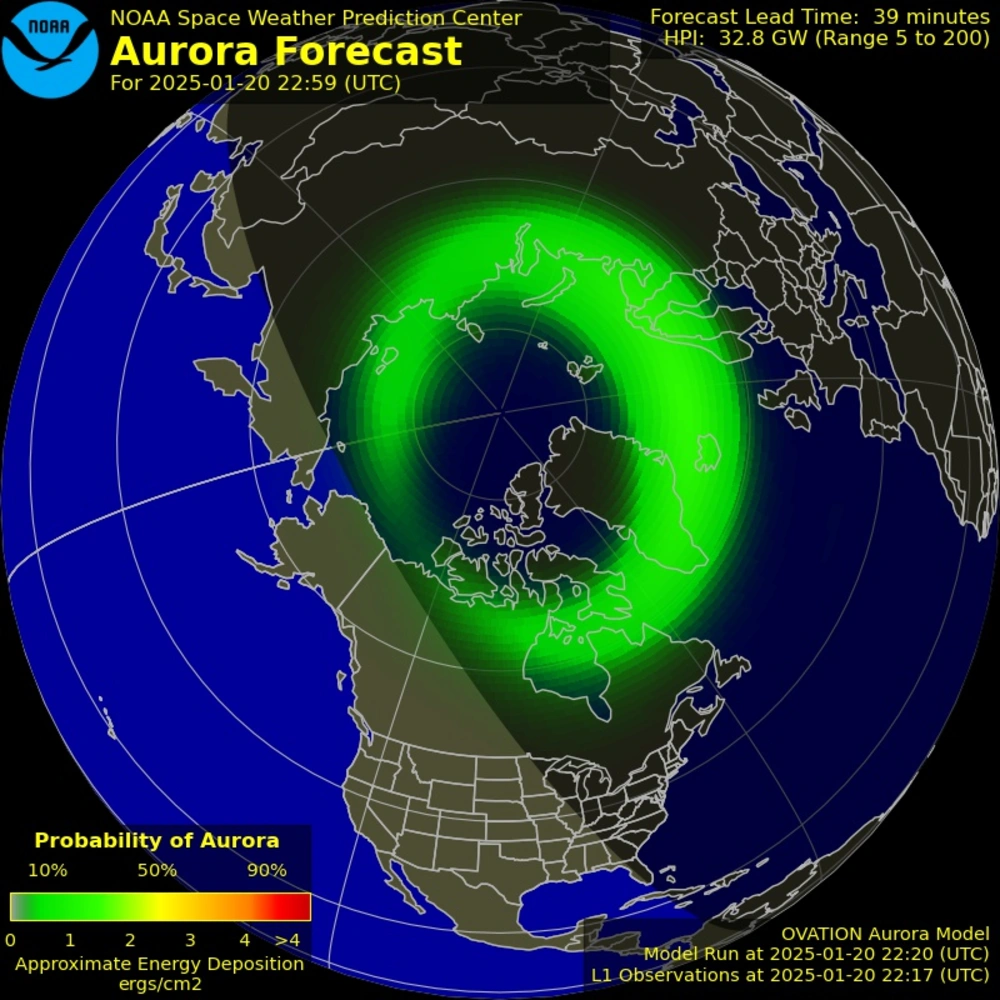 NOAA
NOAA Space Weather Prediction Center
Aurora Forecast
For 2025-01-20 22:59 (UTC)
Forecast Lead Time: 39 minutes
HPI: 32.8 GW (Range 5 to 200)
Probability of Aurora
10% 50% 90%
0 1 2 3 4 >4
Approximate Energy Deposition
ergs/cm2
OVATION Aurora Model
Model Run at 2025-01-20 22:20 (UTC)
L1 Observations at 2025-01-20 22:17 (UTC)